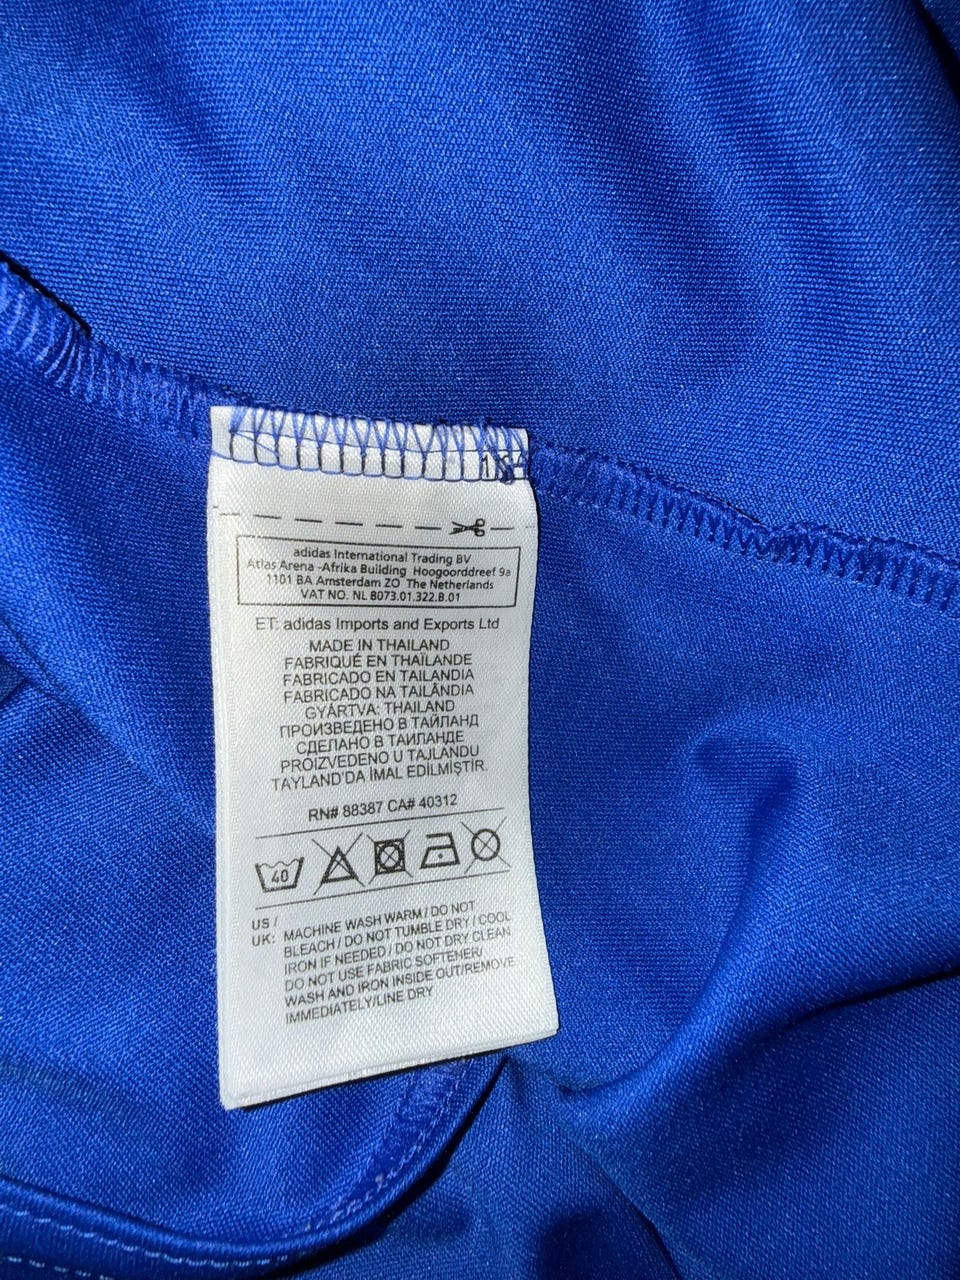 adidas International Trading BV
Atlas Arena -Afrika Building Hoogoorddreef 9a
1101 BA Amsterdam ZO The Netherlands
VAT NO. NL 8073.01.322.B.01
ET: adidas Imports and Exports Ltd
MADE IN THAILAND
FABRIQUÉ EN THAÏLANDE
FABRICADO EN TAILANDIA
FABRICADO NA TAILÂNDIA
GYÁRTVA: THAILAND
ПРОИЗВЕДЕНО В ТАЙЛАНД
СДЕЛАНО В ТАИЛАНДЕ
PROIZVEDENO U TAJLANDU
TAYLAND'DA İMAL EDİLMİŞTİR.
RN# 88387 CA# 40312
40
US /
UK: MACHINE WASH WARM / DO NOT
BLEACH / DO NOT TUMBLE DRY / COOL
IRON IF NEEDED / DO NOT DRY CLEAN
DO NOT USE FABRIC SOFTENER/
WASH AND IRON INSIDE OUT/REMOVE
IMMEDIATELY/LINE DRY